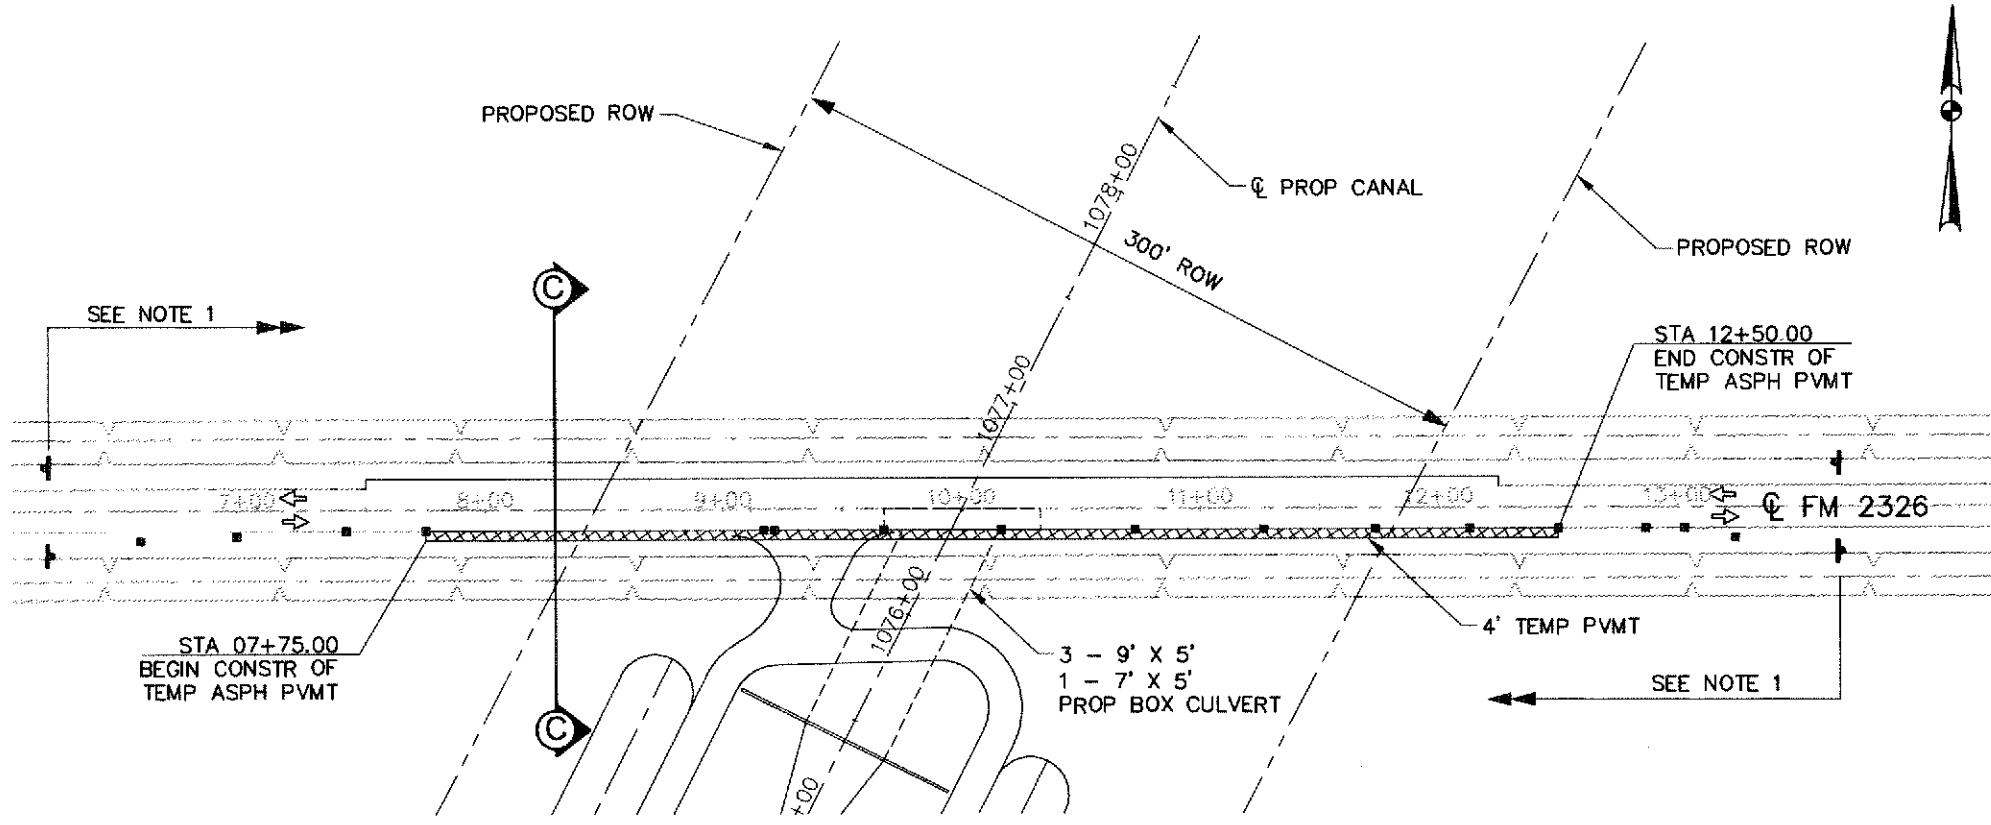 PROPOSED ROW
℄ PROP CANAL
1078+00
300' ROW
PROPOSED ROW
C
SEE NOTE 1
STA 12+50.00
END CONSTR OF
TEMP ASPH PVMT
1077+00
7+00
8+00
9+00
10+00
11+00
12+00
13+00
℄ FM 2326
1076+00
STA 07+75.00
BEGIN CONSTR OF
TEMP ASPH PVMT
4' TEMP PVMT
3 - 9' X 5'
1 - 7' X 5'
PROP BOX CULVERT
SEE NOTE 1
C
+00